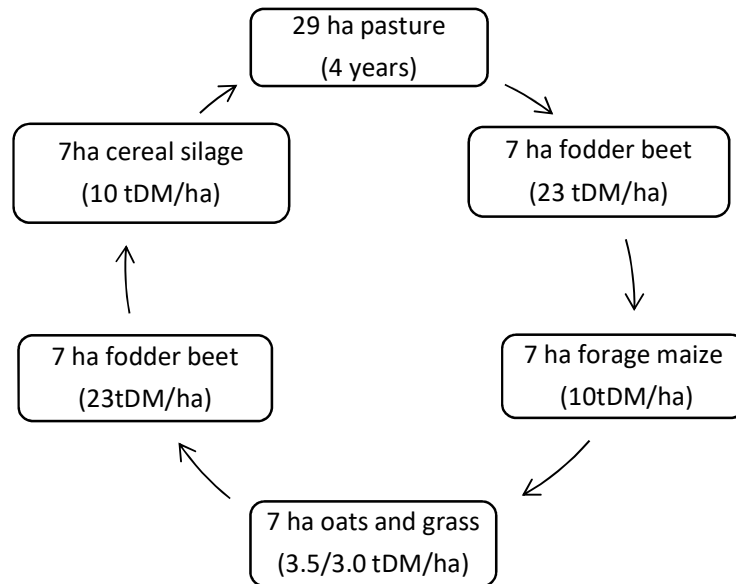 29 ha pasture
(4 years)
7 ha fodder beet
(23 tDM/ha)
7 ha forage maize
(10tDM/ha)
7 ha oats and grass
(3.5/3.0 tDM/ha)
7 ha fodder beet
(23tDM/ha)
7ha cereal silage
(10 tDM/ha)